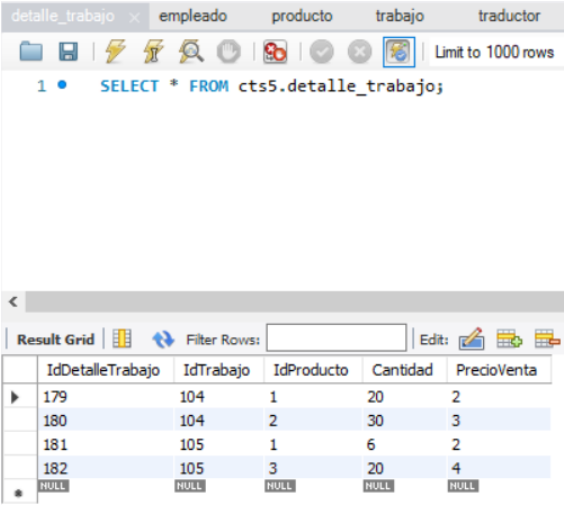 detalle_trabajo × empleado producto trabajo traductor
Limit to 1000 rows
1 SELECT * FROM cts5.detalle_trabajo;
Result Grid Filter Rows: Edit:
IdDetalleTrabajo IdTrabajo IdProducto Cantidad PrecioVenta
179 104 1 20 2
180 104 2 30 3
181 105 1 6 2
182 105 3 20 4
NULL NULL NULL NULL NULL